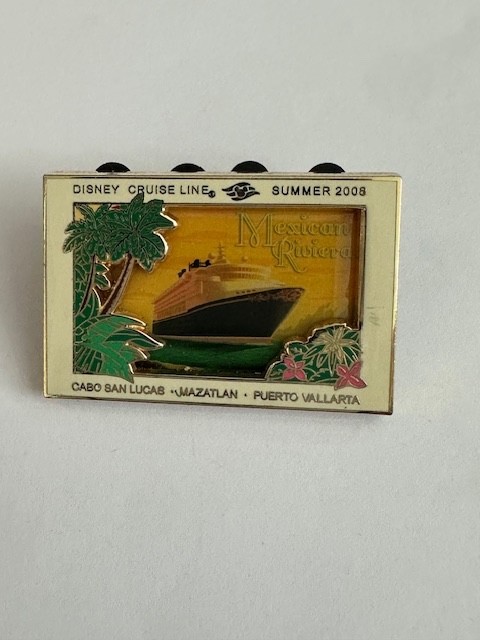 DISNEY CRUISE LINE® SUMMER 2008
Mexican
Riviera
CABO SAN LUCAS · MAZATLAN · PUERTO VALLARTA